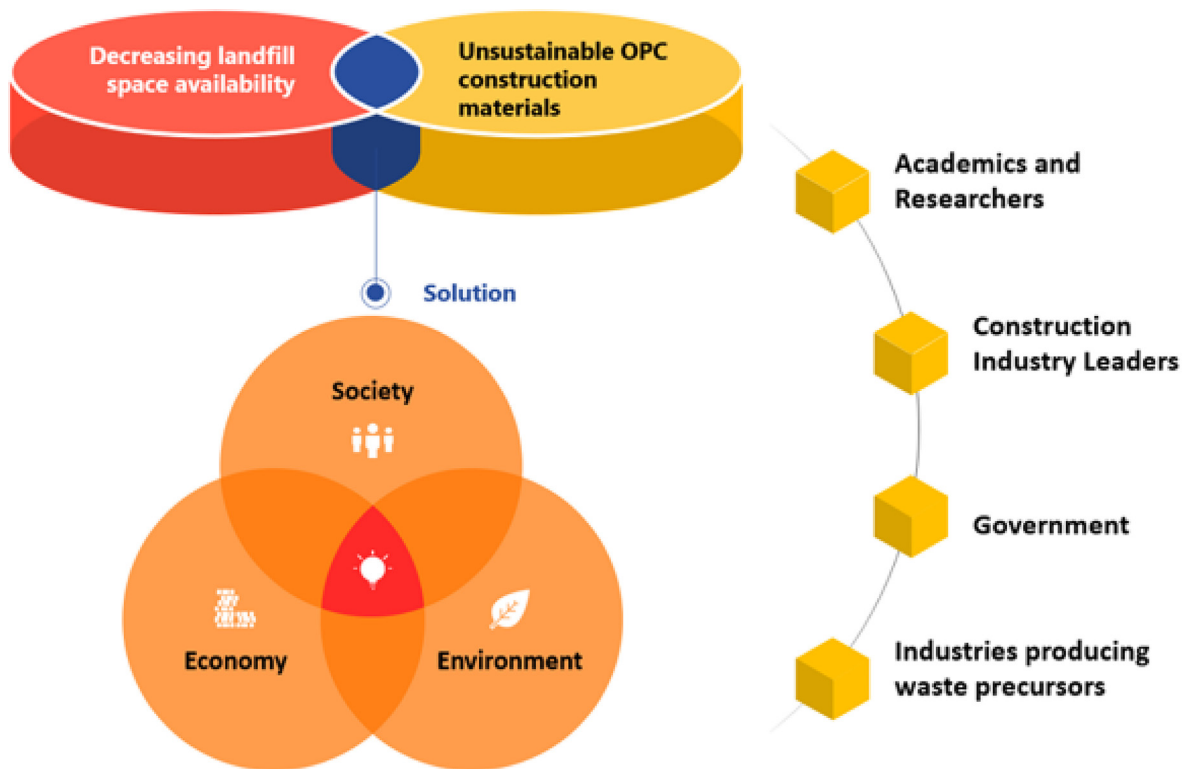 Decreasing landfill
space availability
Unsustainable OPC
construction
materials
Solution
Society
Economy
Environment
Academics and
Researchers
Construction
Industry Leaders
Government
Industries producing
waste precursors